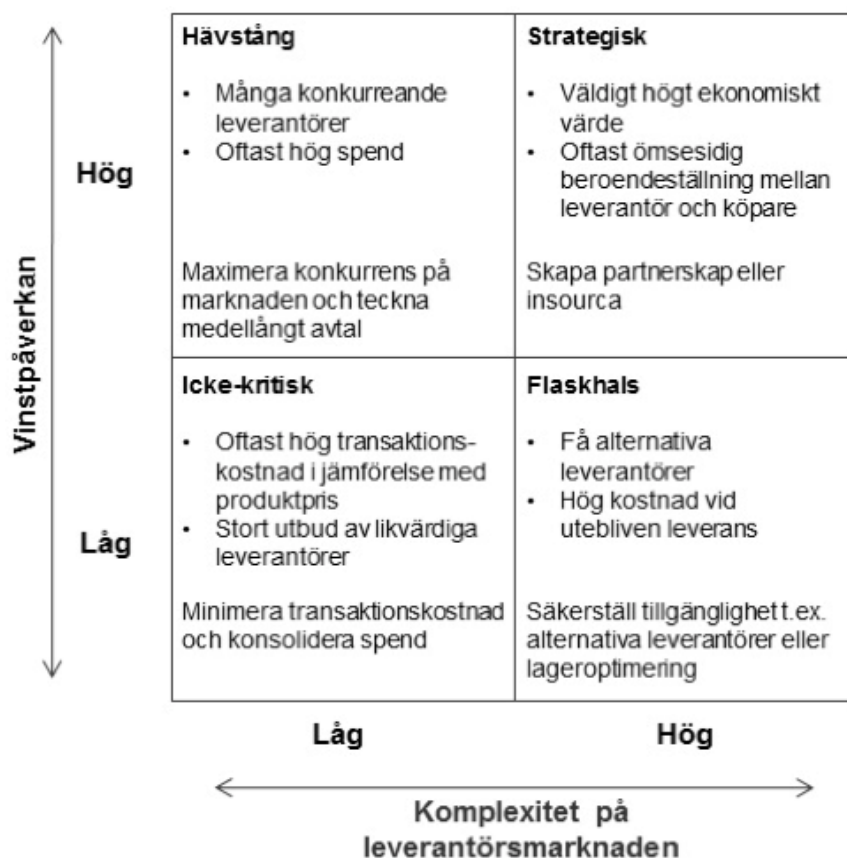 Vinstpåverkan
Hög
Låg
Hävstång
• Många konkurreande
leverantörer
• Oftast hög spend
Maximera konkurrens på
marknaden och teckna
medellångt avtal
Strategisk
• Väldigt högt ekonomiskt
värde
• Oftast ömsesidig
beroendeställning mellan
leverantör och köpare
Skapa partnerskap eller
insourca
Icke-kritisk
• Oftast hög transaktions-
kostnad i jämförelse med
produktpris
• Stort utbud av likvärdiga
leverantörer
Minimera transaktionskostnad
och konsolidera spend
Flaskhals
• Få alternativa
leverantörer
• Hög kostnad vid
utebliven leverans
Säkerställ tillgänglighet t.ex.
alternativa leverantörer eller
lageroptimering
Låg
Hög
Komplexitet på
leverantörsmarknaden